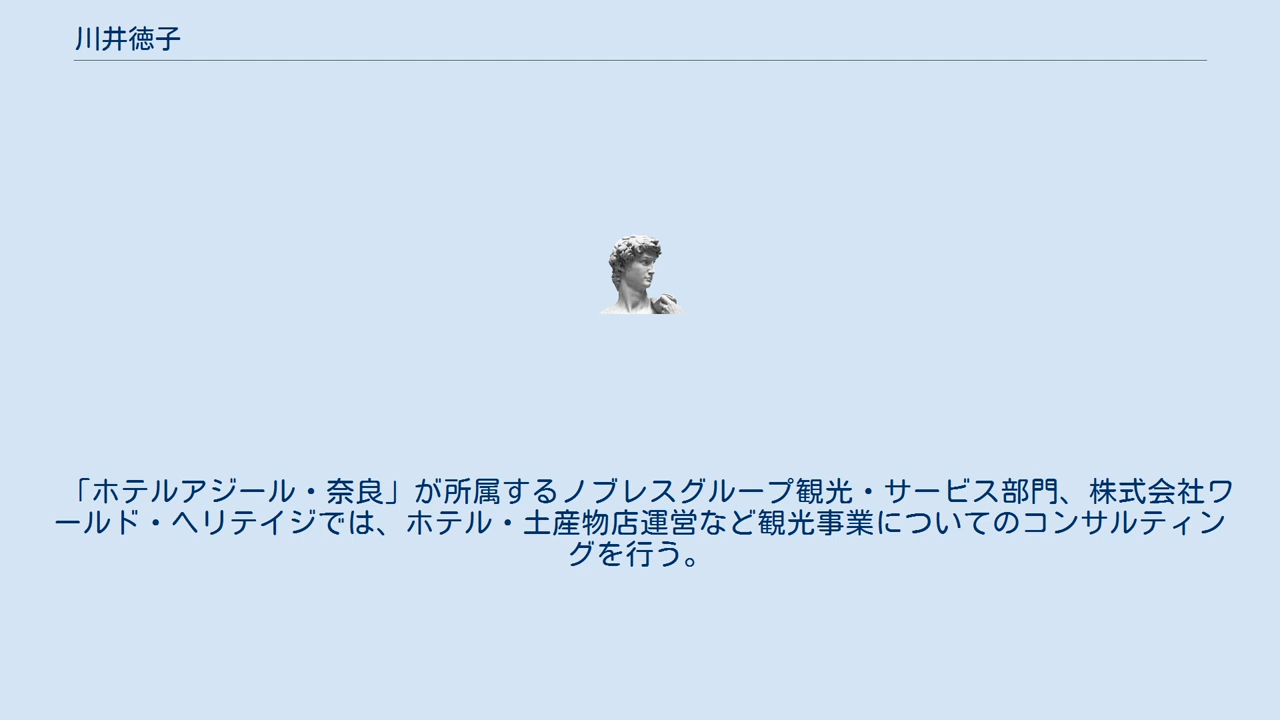 川井徳子
「ホテルアジール・奈良」が所属するノブレスグループ観光・サービス部門、株式会社ワ
ールド・ヘリテイジでは、ホテル・土産物店運営など観光事業についてのコンサルティン
グを行う。